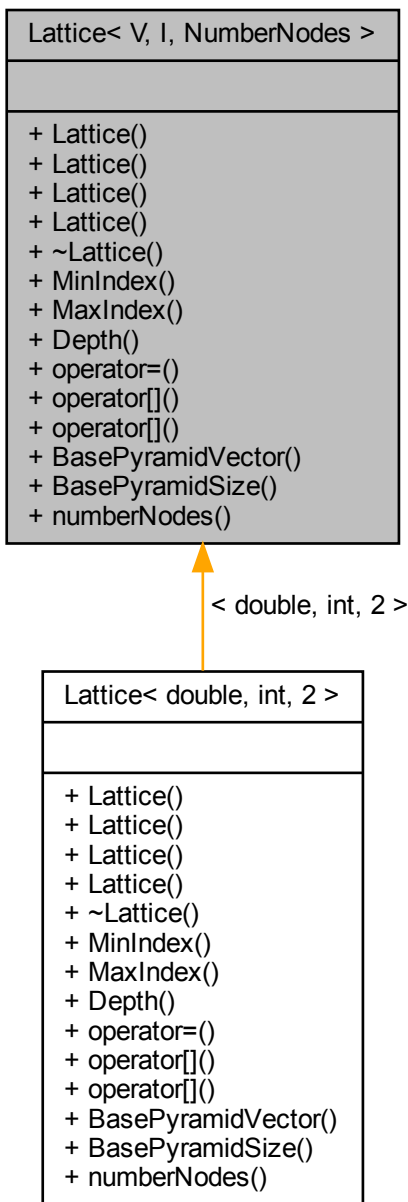 Lattice< V, I, NumberNodes >
+ Lattice()
+ Lattice()
+ Lattice()
+ Lattice()
+ ~Lattice()
+ MinIndex()
+ MaxIndex()
+ Depth()
+ operator=()
+ operator[]()
+ operator[]()
+ BasePyramidVector()
+ BasePyramidSize()
+ numberNodes()
< double, int, 2 >
Lattice< double, int, 2 >
+ Lattice()
+ Lattice()
+ Lattice()
+ Lattice()
+ ~Lattice()
+ MinIndex()
+ MaxIndex()
+ Depth()
+ operator=()
+ operator[]()
+ operator[]()
+ BasePyramidVector()
+ BasePyramidSize()
+ numberNodes()